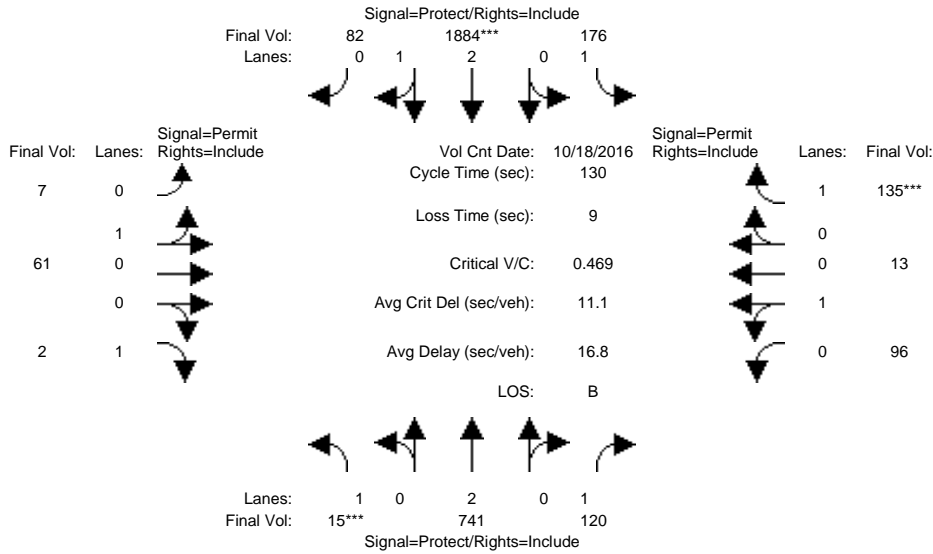 Signal=Protect/Rights=Include
Final Vol: 82 1884*** 176
Lanes: 0 1 2 0 1
Signal=Permit Signal=Permit
Final Vol: Lanes: Rights=Include Vol Cnt Date: 10/18/2016 Rights=Include Lanes: Final Vol:
Cycle Time (sec): 130
7 0 1 135***
Loss Time (sec): 9
1 0
61 0 Critical V/C: 0.469 0 13
0 Avg Crit Del (sec/veh): 11.1 1
2 1 Avg Delay (sec/veh): 16.8 0 96
LOS: B
Lanes: 1 0 2 0 1
Final Vol: 15*** 741 120
Signal=Protect/Rights=Include